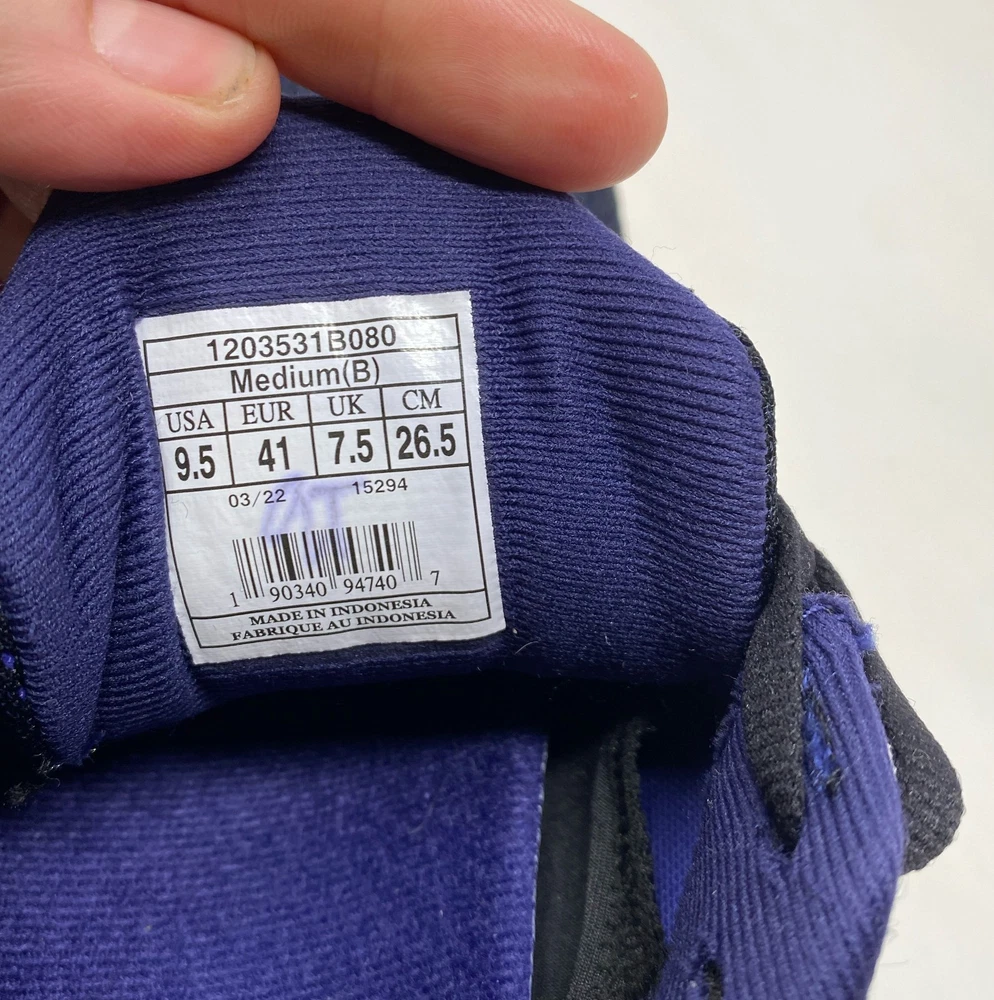 1203531B080
Medium(B)
USA EUR UK CM
9.5 41 7.5 26.5
03/22 15294
1 90340 94740 7
MADE IN INDONESIA
FABRIQUE AU INDONESIA